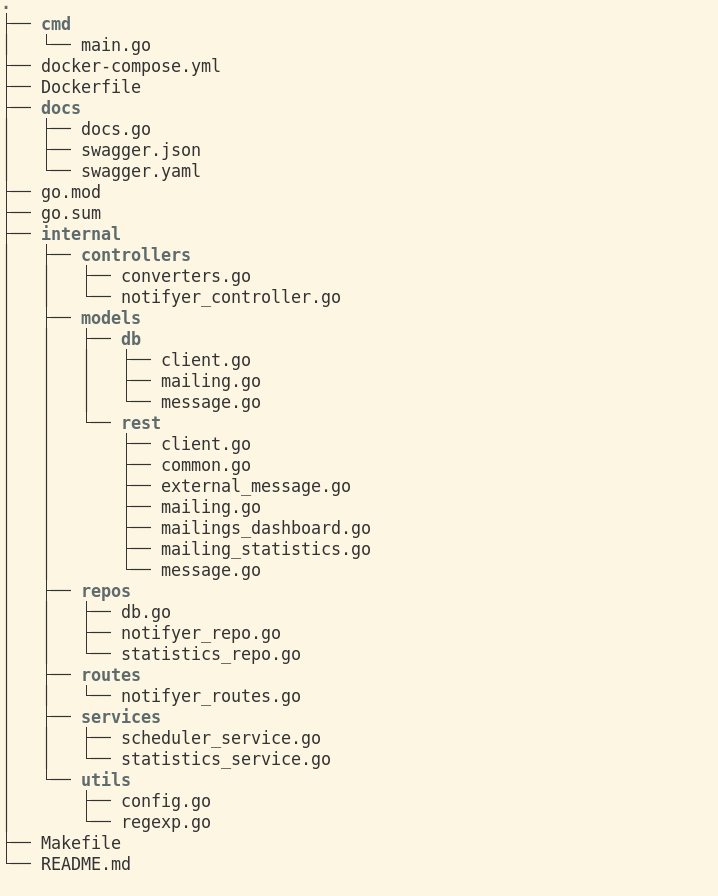 .
├── cmd
│   └── main.go
├── docker-compose.yml
├── Dockerfile
├── docs
│   ├── docs.go
│   ├── swagger.json
│   └── swagger.yaml
├── go.mod
├── go.sum
├── internal
│   ├── controllers
│   │   ├── converters.go
│   │   └── notifyer_controller.go
│   ├── models
│   │   ├── db
│   │   │   ├── client.go
│   │   │   ├── mailing.go
│   │   │   └── message.go
│   │   └── rest
│   │       ├── client.go
│   │       ├── common.go
│   │       ├── external_message.go
│   │       ├── mailing.go
│   │       ├── mailings_dashboard.go
│   │       ├── mailing_statistics.go
│   │       └── message.go
│   ├── repos
│   │   ├── db.go
│   │   ├── notifyer_repo.go
│   │   └── statistics_repo.go
│   ├── routes
│   │   └── notifyer_routes.go
│   ├── services
│   │   ├── scheduler_service.go
│   │   └── statistics_service.go
│   └── utils
│       ├── config.go
│       └── regexp.go
├── Makefile
└── README.md